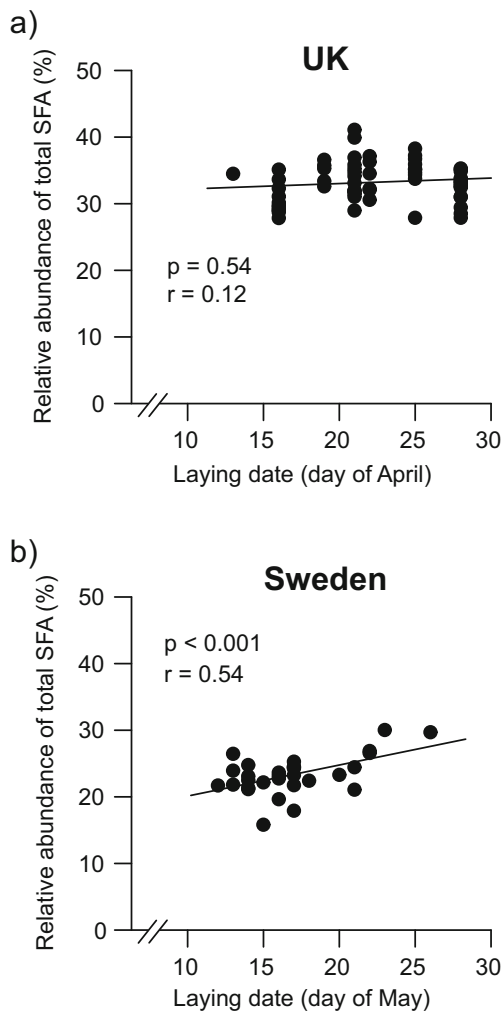 a)
UK
Relative abundance of total SFA (%)
50
40
30
20
10
0
p = 0.54
r = 0.12
10 15 20 25 30
Laying date (day of April)
b)
Sweden
Relative abundance of total SFA (%)
50
40
30
20
10
0
p < 0.001
r = 0.54
10 15 20 25 30
Laying date (day of May)